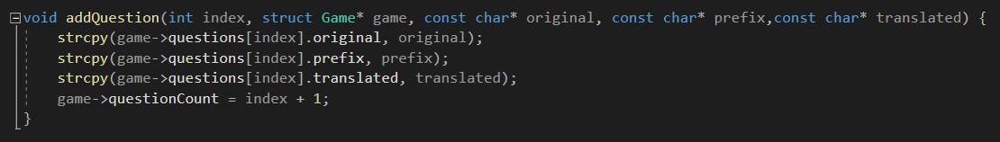 void addQuestion(int index, struct Game* game, const char* original, const char* prefix,const char* translated) {
    strcpy(game->questions[index].original, original);
    strcpy(game->questions[index].prefix, prefix);
    strcpy(game->questions[index].translated, translated);
    game->questionCount = index + 1;
}